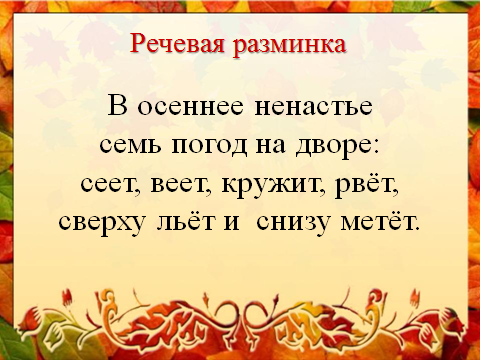 Речевая разминка
В осеннее ненастье
семь погод на дворе:
сеет, веет, кружит, рвёт,
сверху льёт и  снизу метёт.